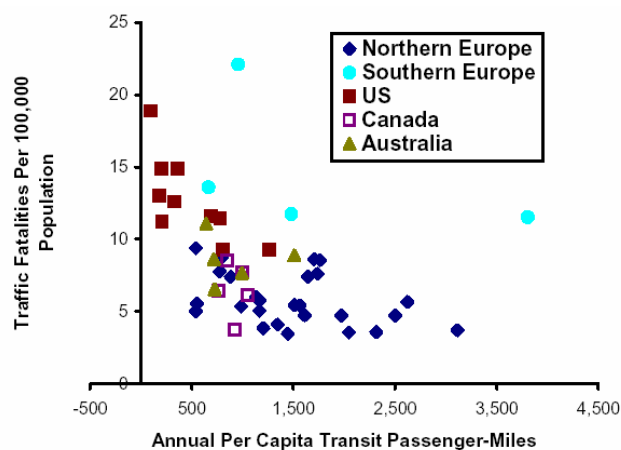 Traffic Fatalities Per 100,000
Population
25
20
15
10
5
0
-500
500
1,500
2,500
3,500
4,500
Annual Per Capita Transit Passenger-Miles
Northern Europe
Southern Europe
US
Canada
Australia